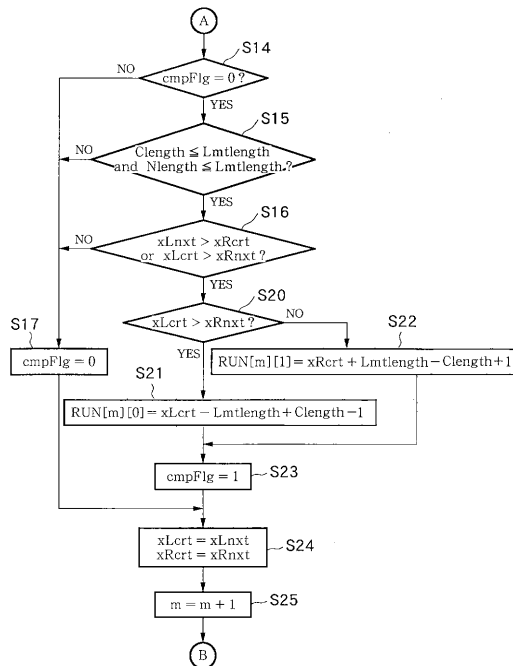 A
S14
NO
cmpFlg = 0 ?
YES
S15
NO
Clength ≦ Lmtlength
and Nlength ≦ Lmtlength ?
YES
S16
NO
xLnxt > xRcrt
or xLcrt > xRnxt ?
YES
S20
xLcrt > xRnxt ?
NO
YES
S17
cmpFlg = 0
S22
RUN[m][1] = xRcrt + Lmtlength − Clength + 1
S21
RUN[m][0] = xLcrt − Lmtlength + Clength − 1
S23
cmpFlg = 1
S24
xLcrt = xLnxt
xRcrt = xRnxt
S25
m = m + 1
B